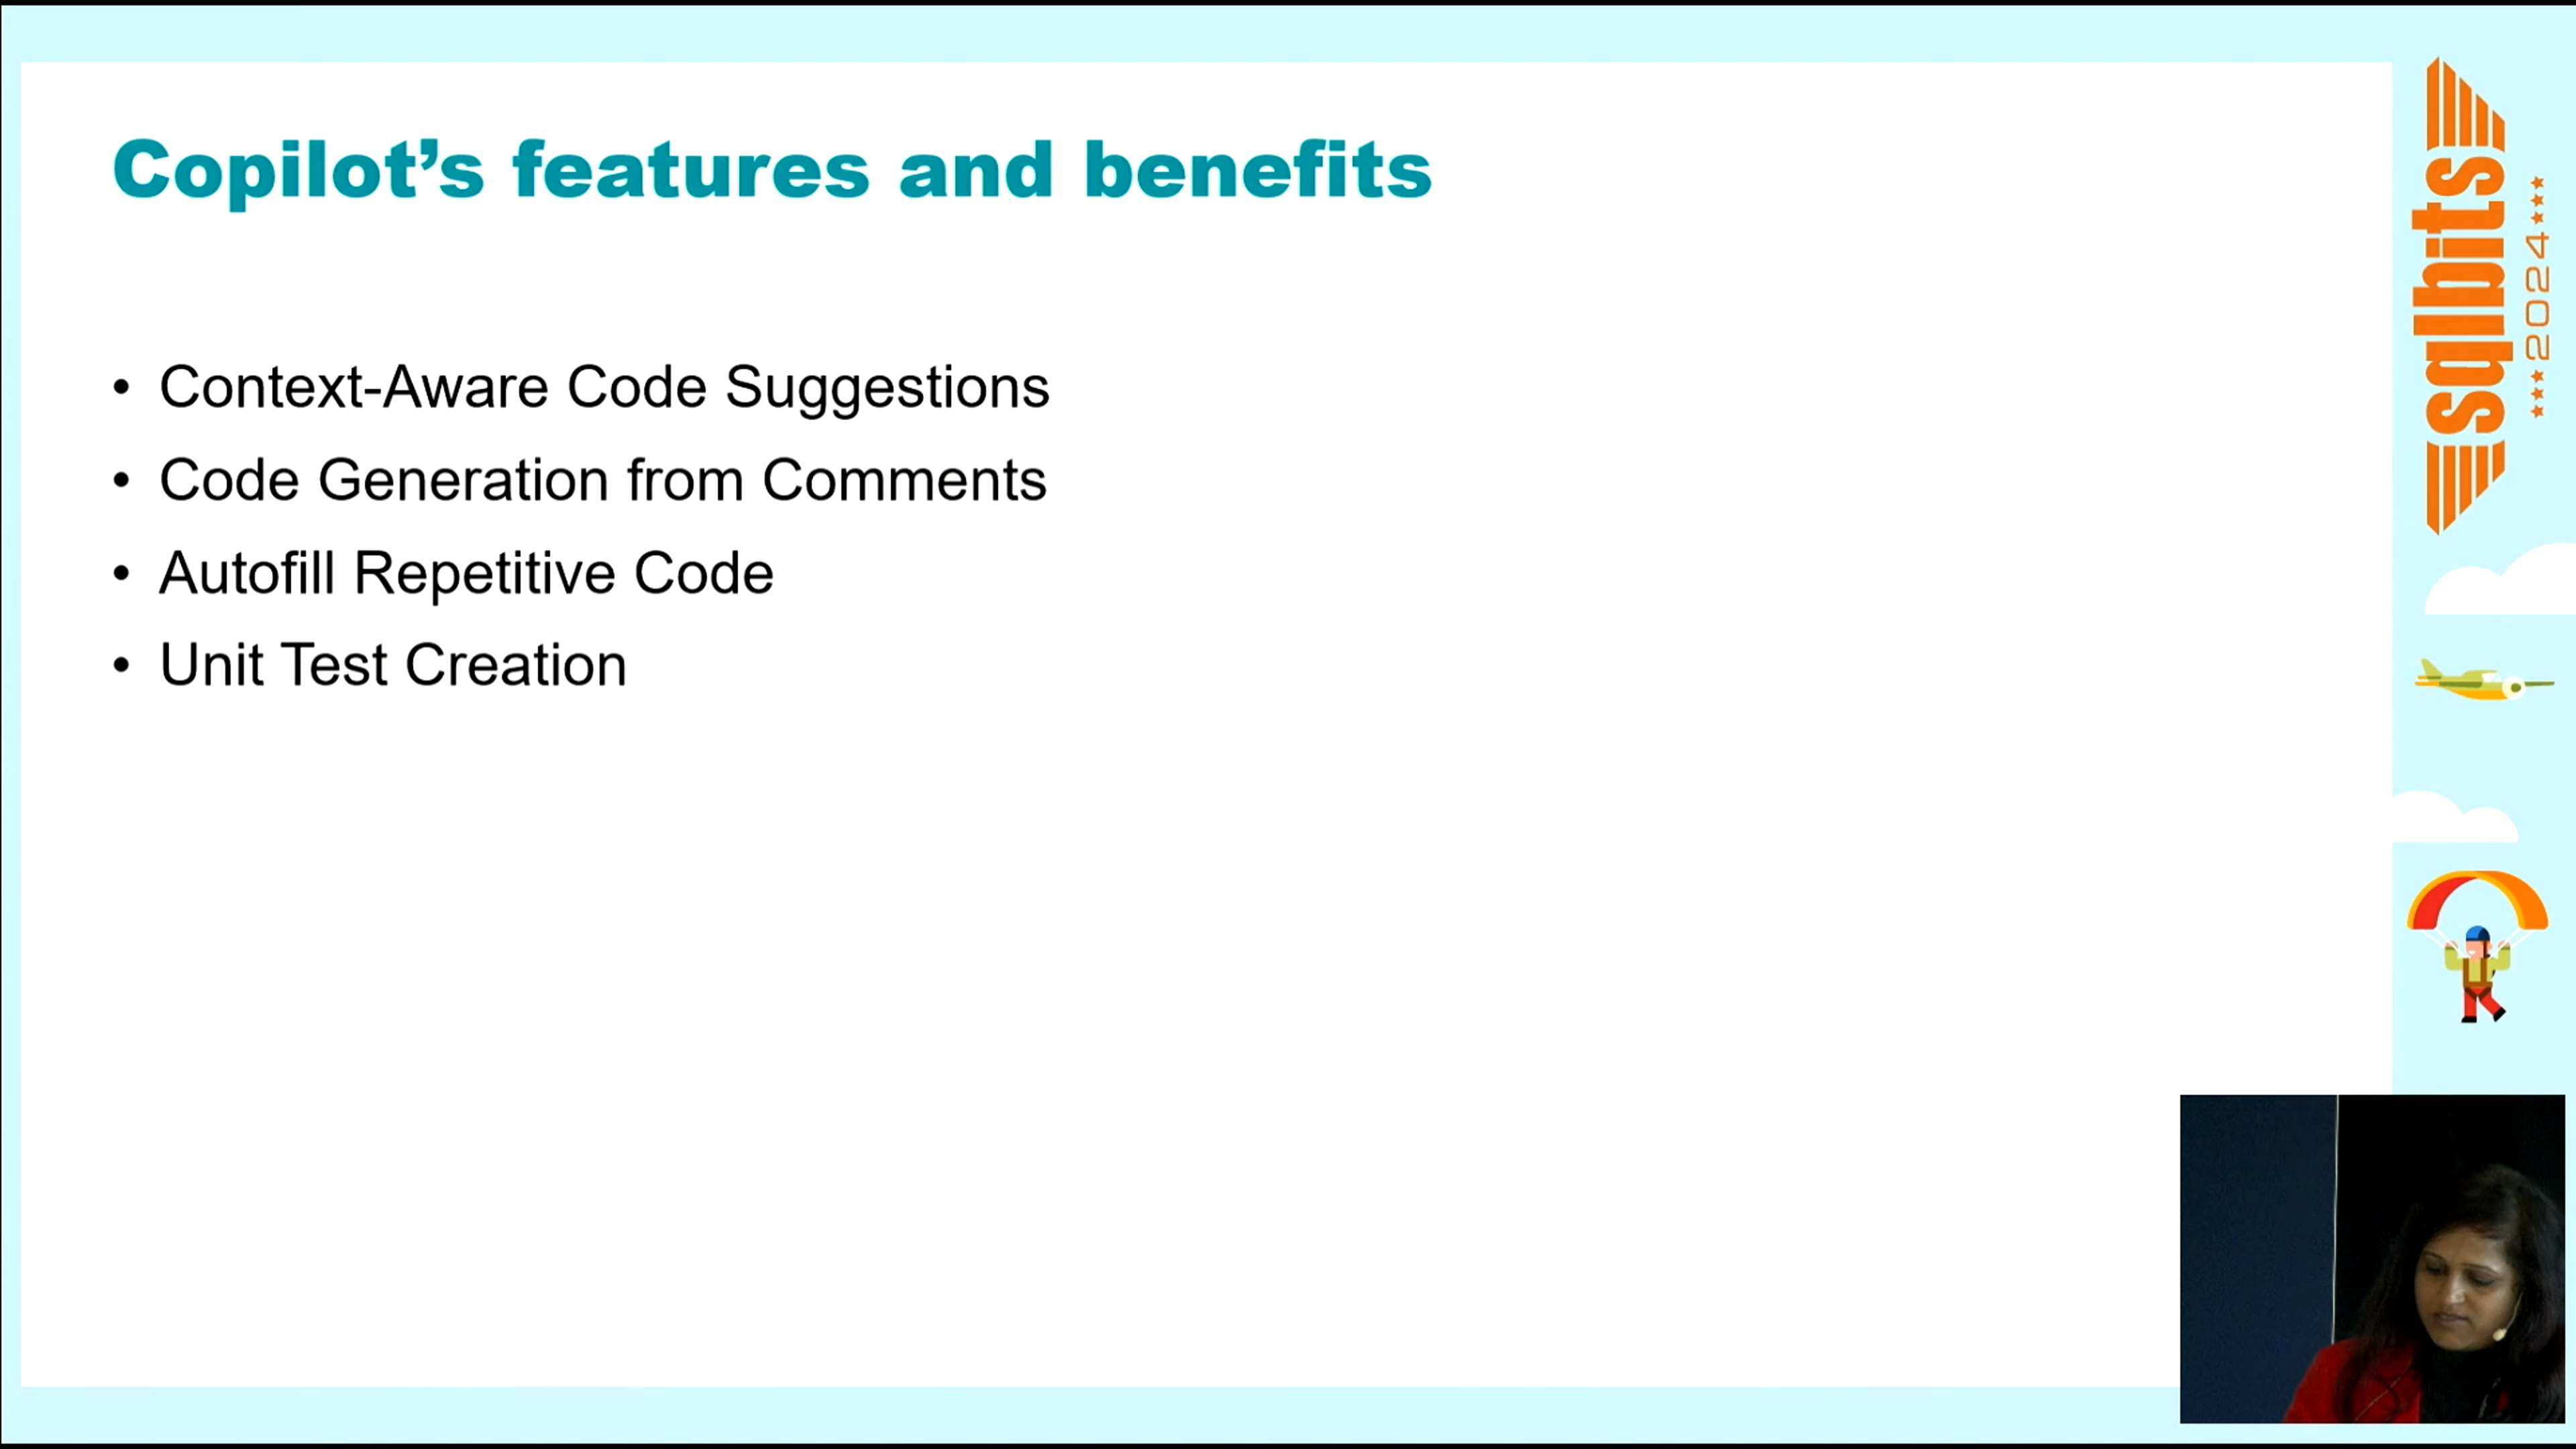 Copilot’s features and benefits
• Context-Aware Code Suggestions
• Code Generation from Comments
• Autofill Repetitive Code
• Unit Test Creation
sqlbits
2024